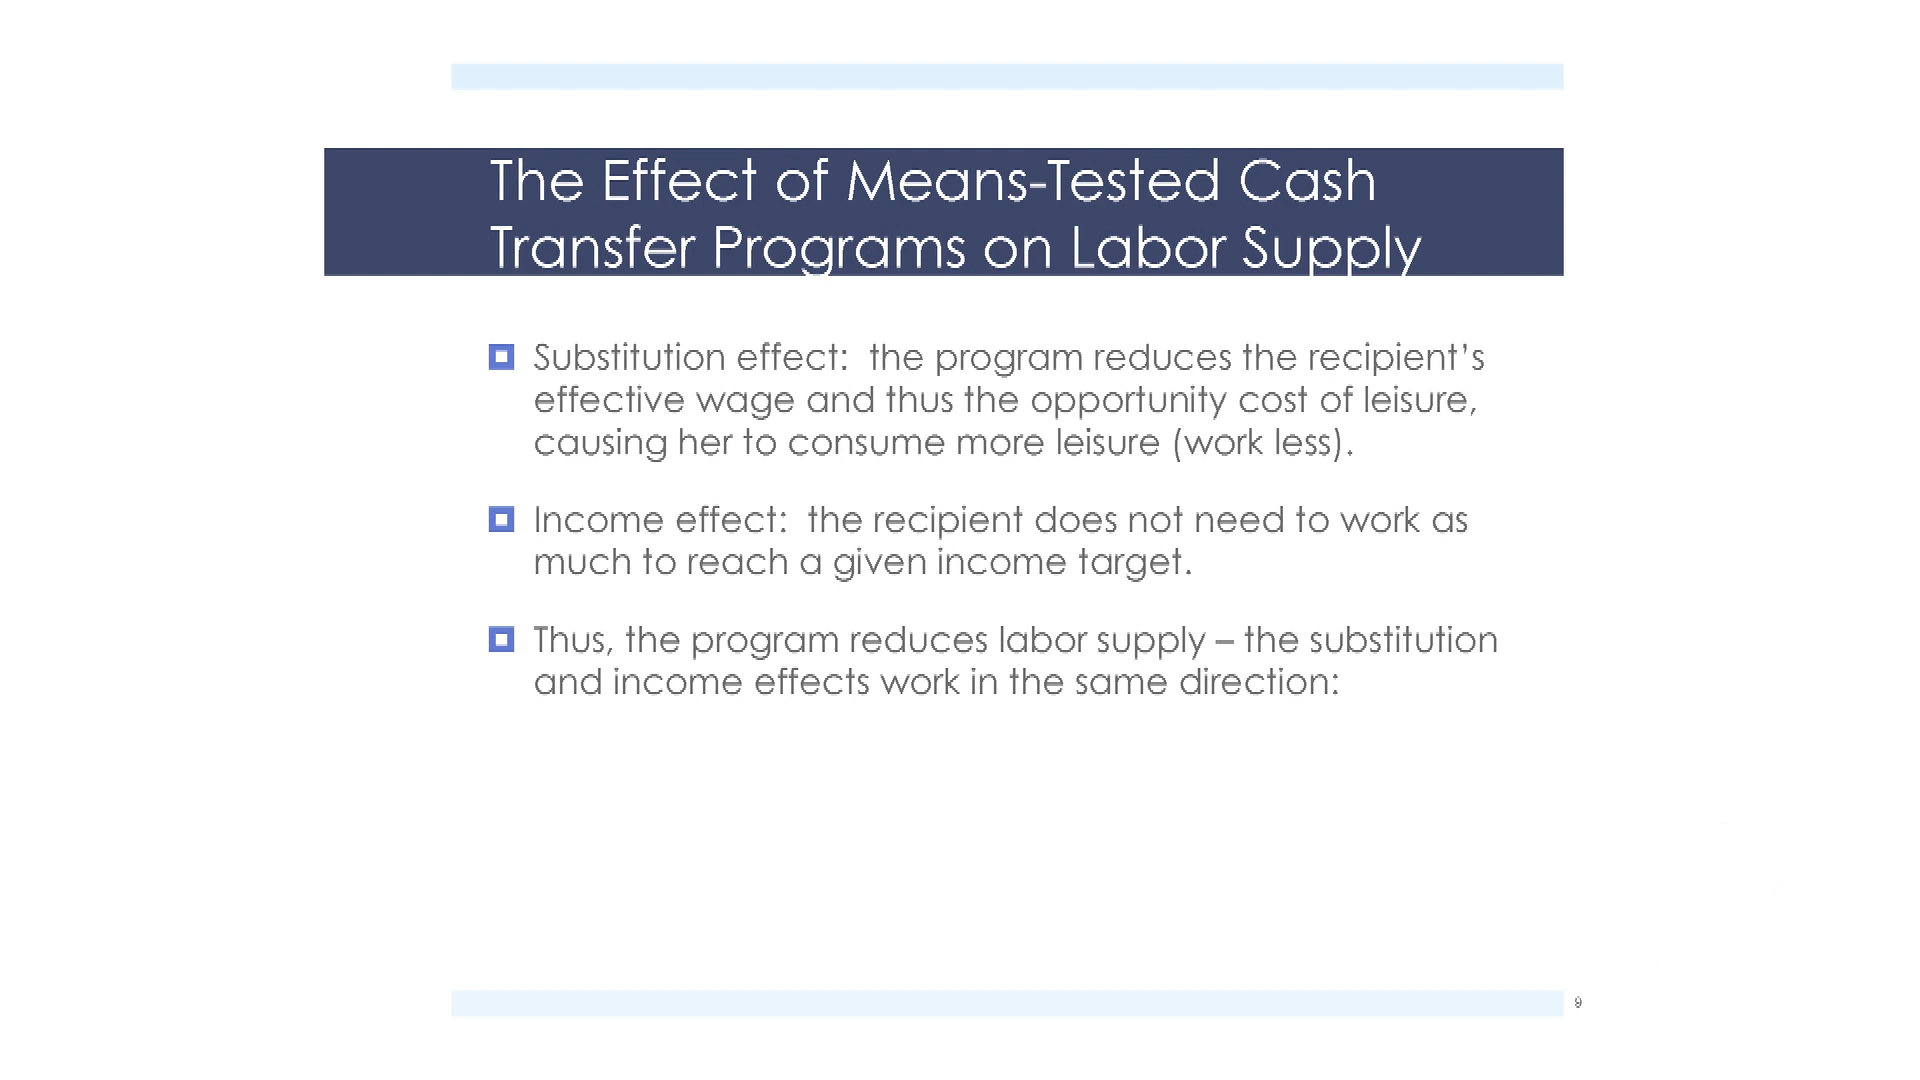 The Effect of Means-Tested Cash
Transfer Programs on Labor Supply
Substitution effect:  the program reduces the recipient’s
effective wage and thus the opportunity cost of leisure,
causing her to consume more leisure (work less).
Income effect:  the recipient does not need to work as
much to reach a given income target.
Thus, the program reduces labor supply – the substitution
and income effects work in the same direction:
9